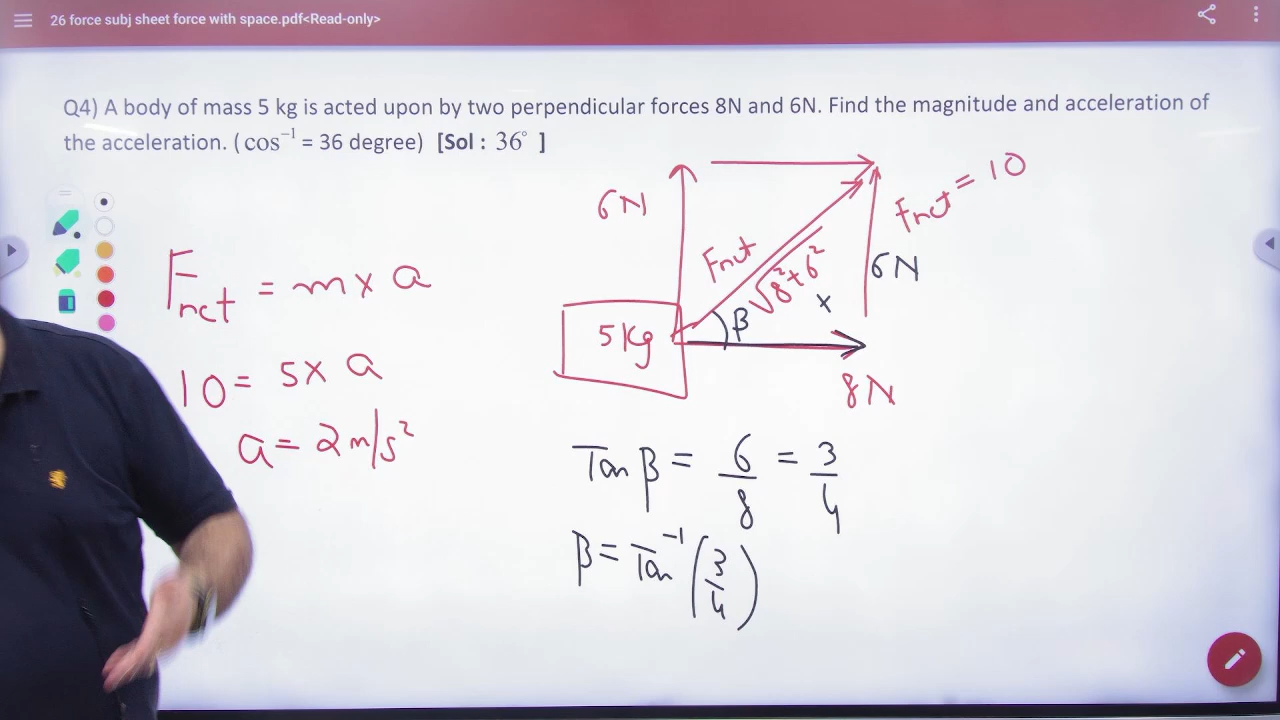 26 force subj sheet force with space.pdf<Read-only>
Q4) A body of mass 5 kg is acted upon by two perpendicular forces 8N and 6N. Find the magnitude and acceleration of
the acceleration. (cos⁻¹ = 36 degree) [Sol : 36° ]
6N
Fnet = 10
Fnet
√8²+6²
6N
x
β
5 kg
8N
Fnet = m x a
10 = 5 x a
a = 2 m/s²
Tan β = 6/8 = 3/4
β = Tan⁻¹(3/4)